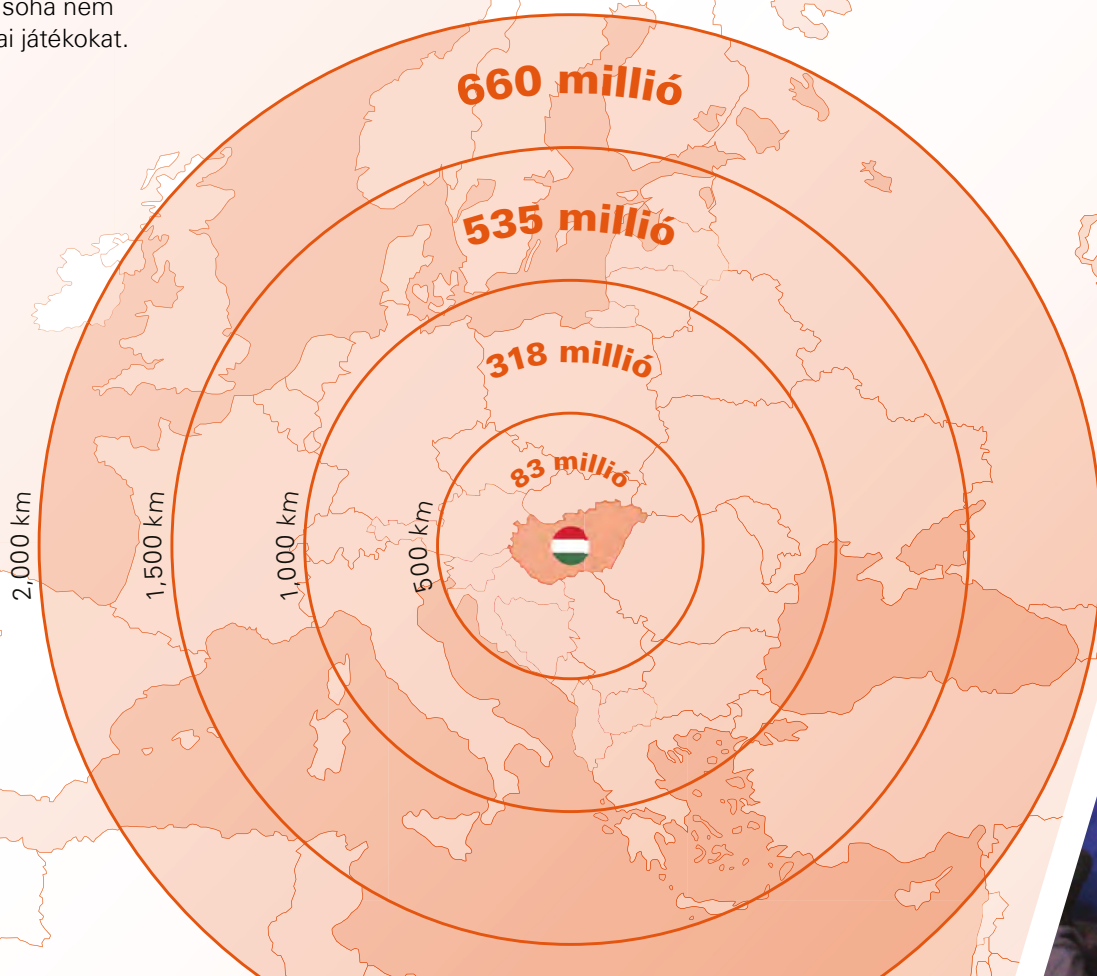 soha nem
ai játékokat.
660 millió
535 millió
318 millió
83 millió
2,000 km
1,500 km
1,000 km
500 km